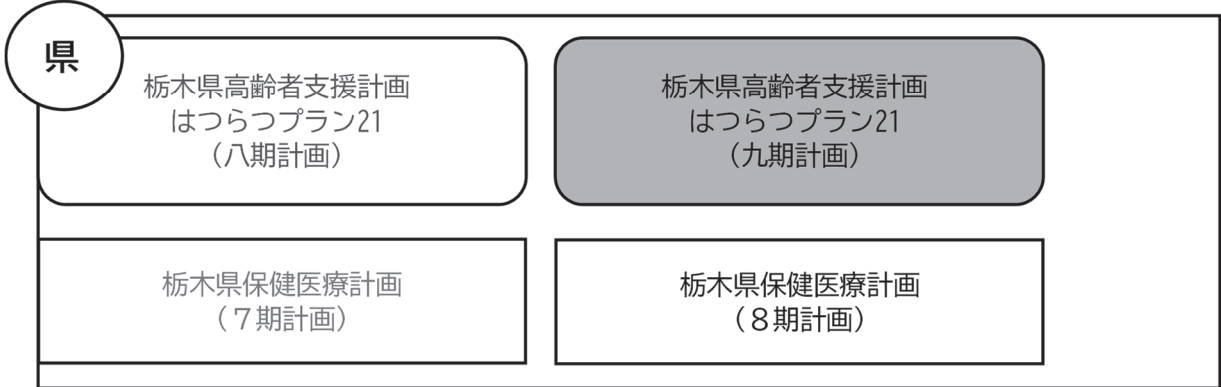 県
栃木県高齢者支援計画
はつらつプラン21
（八期計画）
栃木県高齢者支援計画
はつらつプラン21
（九期計画）
栃木県保健医療計画
（７期計画）
栃木県保健医療計画
（８期計画）